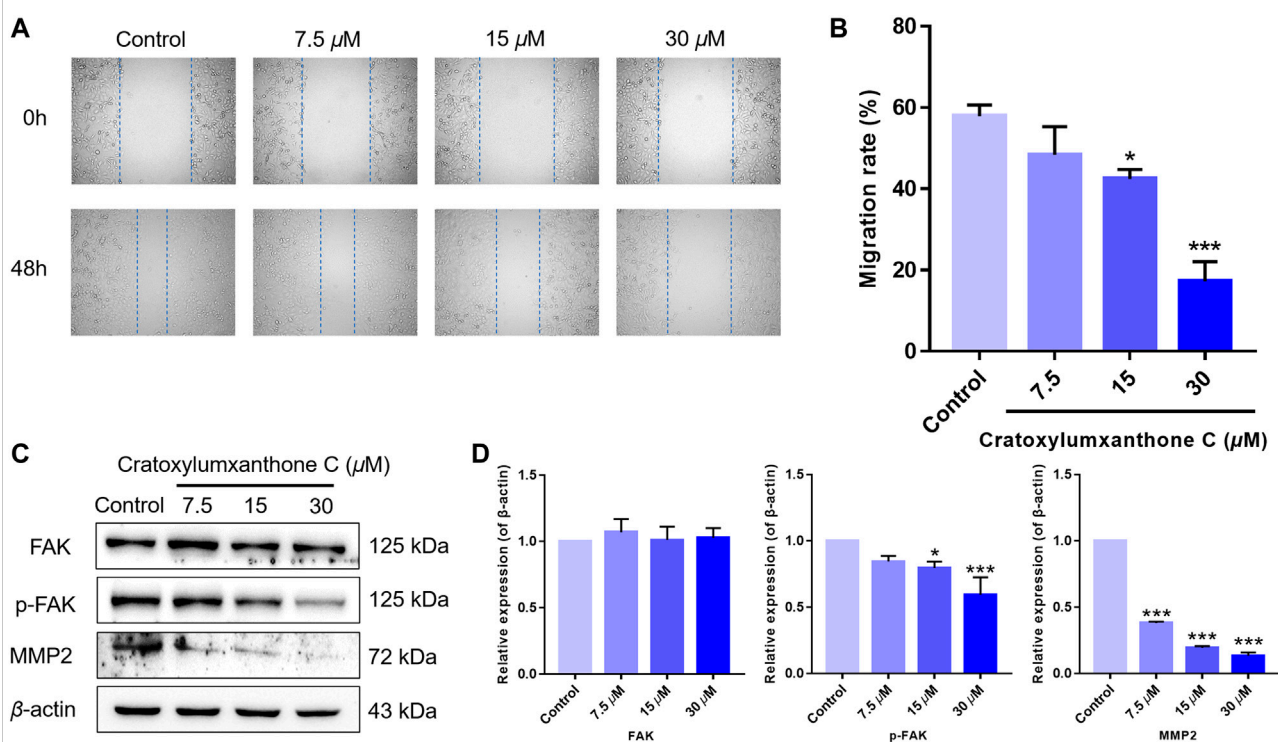 A
Control 7.5 µM 15 µM 30 µM
0h
48h
B
Migration rate (%)
80
60
40
20
0
*
***
Control 7.5 15 30
Cratoxylumxanthone C (µM)
C
Cratoxylumxanthone C (µM)
Control 7.5 15 30
FAK 125 kDa
p-FAK 125 kDa
MMP2 72 kDa
β-actin 43 kDa
D
Relative expression (of β-actin)
1.5
1.0
0.5
0.0
Control 7.5 µM 15 µM 30 µM
FAK
Relative expression (of β-actin)
1.5
1.0
0.5
0.0
*
***
Control 7.5 µM 15 µM 30 µM
p-FAK
Relative expression (of β-actin)
1.5
1.0
0.5
0.0
*** *** ***
Control 7.5 µM 15 µM 30 µM
MMP2